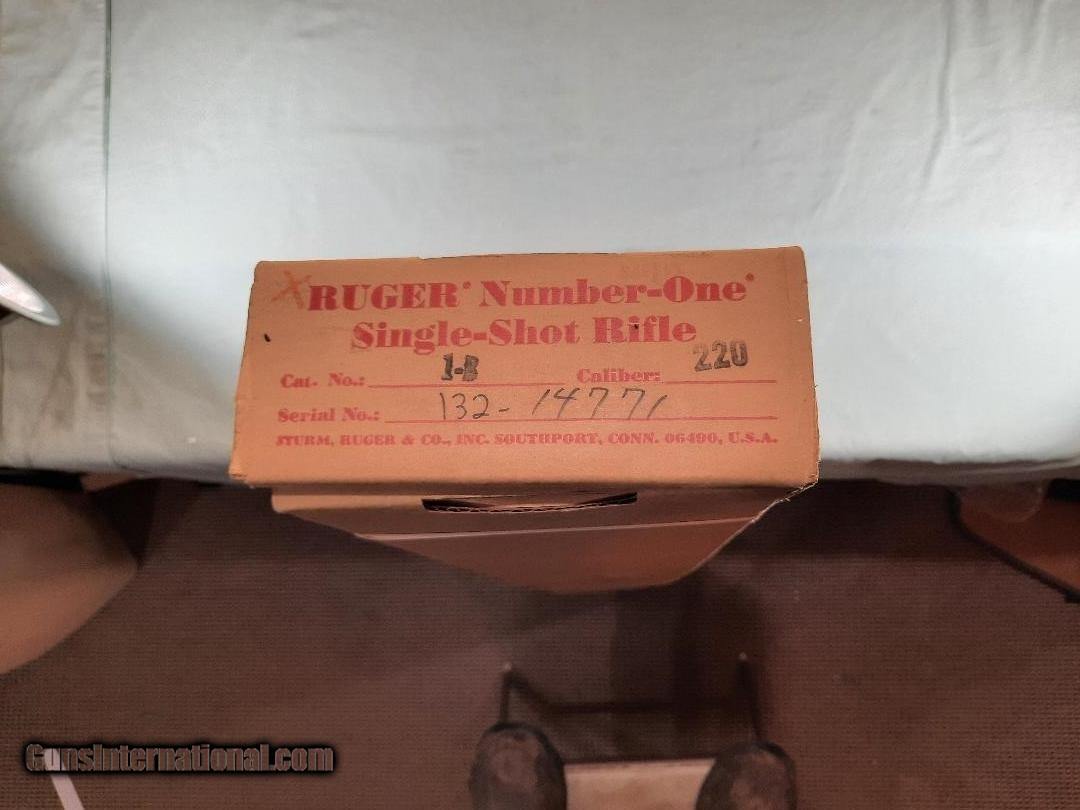 X RUGER® Number-One®
Single-Shot Rifle
Cat. No.: 1-B Caliber: 220
Serial No.: 132-14771
STURM, RUGER & CO., INC. SOUTHPORT, CONN. 06490, U.S.A.
GunsInternational.com